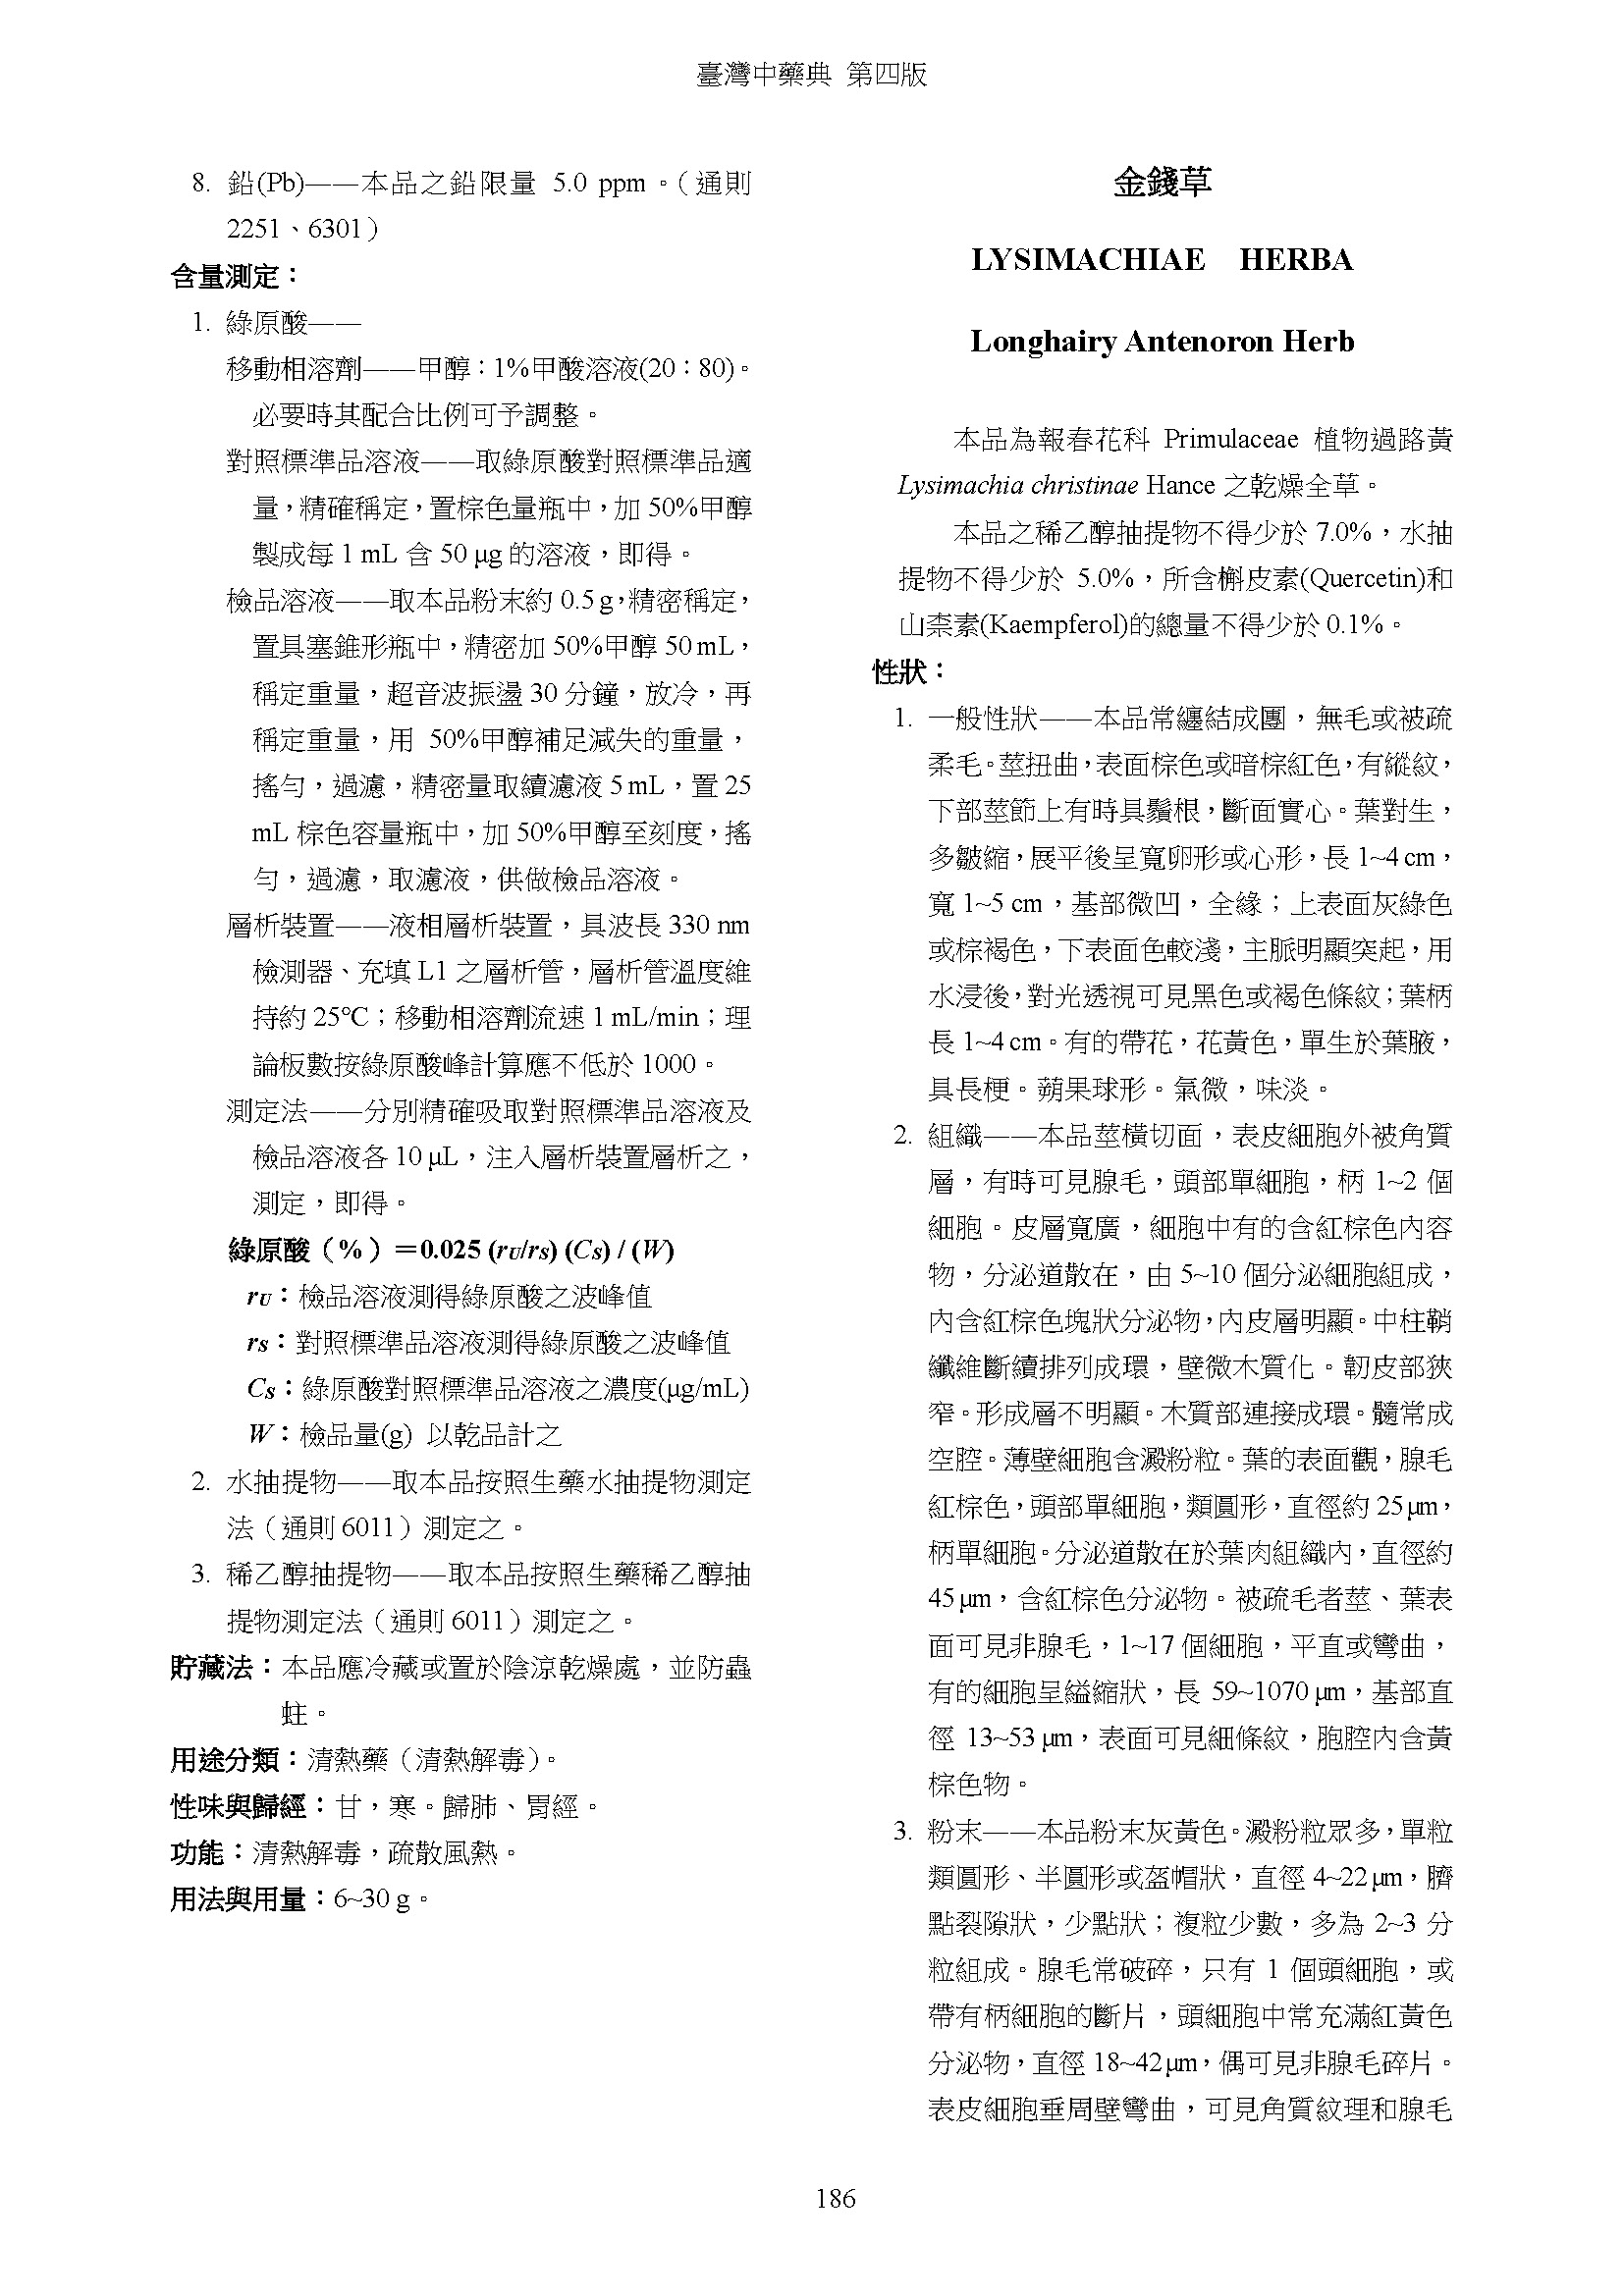 臺灣中藥典 第四版
8. 鉛(Pb)——本品之鉛限量 5.0 ppm。（通則
2251、6301）
含量測定：
1. 綠原酸——
移動相溶劑——甲醇：1%甲酸溶液(20：80)。
必要時其配合比例可予調整。
對照標準品溶液——取綠原酸對照標準品適
量，精確稱定，置棕色量瓶中，加 50%甲醇
製成每 1 mL 含 50 μg 的溶液，即得。
檢品溶液——取本品粉末約 0.5 g，精密稱定，
置具塞錐形瓶中，精密加 50%甲醇 50 mL，
稱定重量，超音波振盪 30 分鐘，放冷，再
稱定重量，用 50%甲醇補足減失的重量，
搖勻，過濾，精密量取續濾液 5 mL，置 25
mL 棕色容量瓶中，加 50%甲醇至刻度，搖
勻，過濾，取濾液，供做檢品溶液。
層析裝置——液相層析裝置，具波長 330 nm
檢測器、充填 L1 之層析管，層析管溫度維
持約 25℃；移動相溶劑流速 1 mL/min；理
論板數按綠原酸峰計算應不低於 1000。
測定法——分別精確吸取對照標準品溶液及
檢品溶液各 10 μL，注入層析裝置層析之，
測定，即得。
綠原酸（%）＝0.025 (rU/rS) (CS) / (W)
rU：檢品溶液測得綠原酸之波峰值
rS：對照標準品溶液測得綠原酸之波峰值
CS：綠原酸對照標準品溶液之濃度(μg/mL)
W：檢品量(g) 以乾品計之
2. 水抽提物——取本品按照生藥水抽提物測定
法（通則 6011）測定之。
3. 稀乙醇抽提物——取本品按照生藥稀乙醇抽
提物測定法（通則 6011）測定之。
貯藏法：本品應冷藏或置於陰涼乾燥處，並防蟲
蛀。
用途分類：清熱藥（清熱解毒）。
性味與歸經：甘，寒。歸肺、胃經。
功能：清熱解毒，疏散風熱。
用法與用量：6~30 g。
金錢草
LYSIMACHIAE HERBA
Longhairy Antenoron Herb
本品為報春花科 Primulaceae 植物過路黃
Lysimachia christinae Hance 之乾燥全草。
本品之稀乙醇抽提物不得少於 7.0%，水抽
提物不得少於 5.0%，所含槲皮素(Quercetin)和
山柰素(Kaempferol)的總量不得少於 0.1%。
性狀：
1. 一般性狀——本品常纏結成團，無毛或被疏
柔毛。莖扭曲，表面棕色或暗棕紅色，有縱紋，
下部莖節上有時具鬚根，斷面實心。葉對生，
多皺縮，展平後呈寬卵形或心形，長 1~4 cm，
寬 1~5 cm，基部微凹，全緣；上表面灰綠色
或棕褐色，下表面色較淺，主脈明顯突起，用
水浸後，對光透視可見黑色或褐色條紋；葉柄
長 1~4 cm。有的帶花，花黃色，單生於葉腋，
具長梗。蒴果球形。氣微，味淡。
2. 組織——本品莖橫切面，表皮細胞外被角質
層，有時可見腺毛，頭部單細胞，柄 1~2 個
細胞。皮層寬廣，細胞中有的含紅棕色內容
物，分泌道散在，由 5~10 個分泌細胞組成，
內含紅棕色塊狀分泌物，內皮層明顯。中柱鞘
纖維斷續排列成環，壁微木質化。韌皮部狹
窄。形成層不明顯。木質部連接成環。髓常成
空腔。薄壁細胞含澱粉粒。葉的表面觀，腺毛
紅棕色，頭部單細胞，類圓形，直徑約 25 μm，
柄單細胞。分泌道散在於葉肉組織內，直徑約
45 μm，含紅棕色分泌物。被疏毛者莖、葉表
面可見非腺毛，1~17 個細胞，平直或彎曲，
有的細胞呈縊縮狀，長 59~1070 μm，基部直
徑 13~53 μm，表面可見細條紋，胞腔內含黃
棕色物。
3. 粉末——本品粉末灰黃色。澱粉粒眾多，單粒
類圓形、半圓形或盔帽狀，直徑 4~22 μm，臍
點裂隙狀，少點狀；複粒少數，多為 2~3 分
粒組成。腺毛常破碎，只有 1 個頭細胞，或
帶有柄細胞的斷片，頭細胞中常充滿紅黃色
分泌物，直徑 18~42 μm，偶可見非腺毛碎片。
表皮細胞垂周壁彎曲，可見角質紋理和腺毛
186